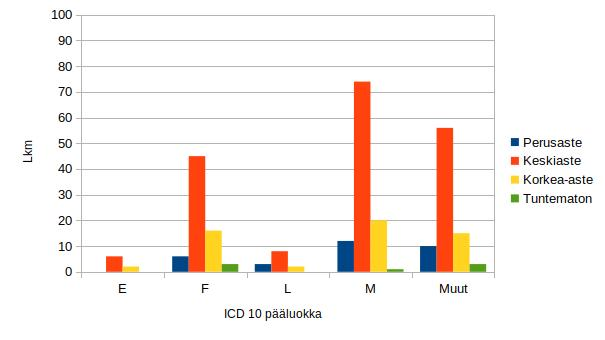 100
90
80
70
60
50
40
30
20
10
0
Lkm
E F L M Muut
ICD 10 pääluokka
Perusaste
Keskiaste
Korkea-aste
Tuntematon